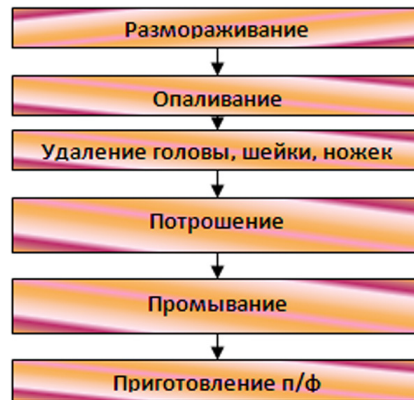 Размораживание
Опаливание
Удаление головы, шейки, ножек
Потрошение
Промывание
Приготовление п/ф